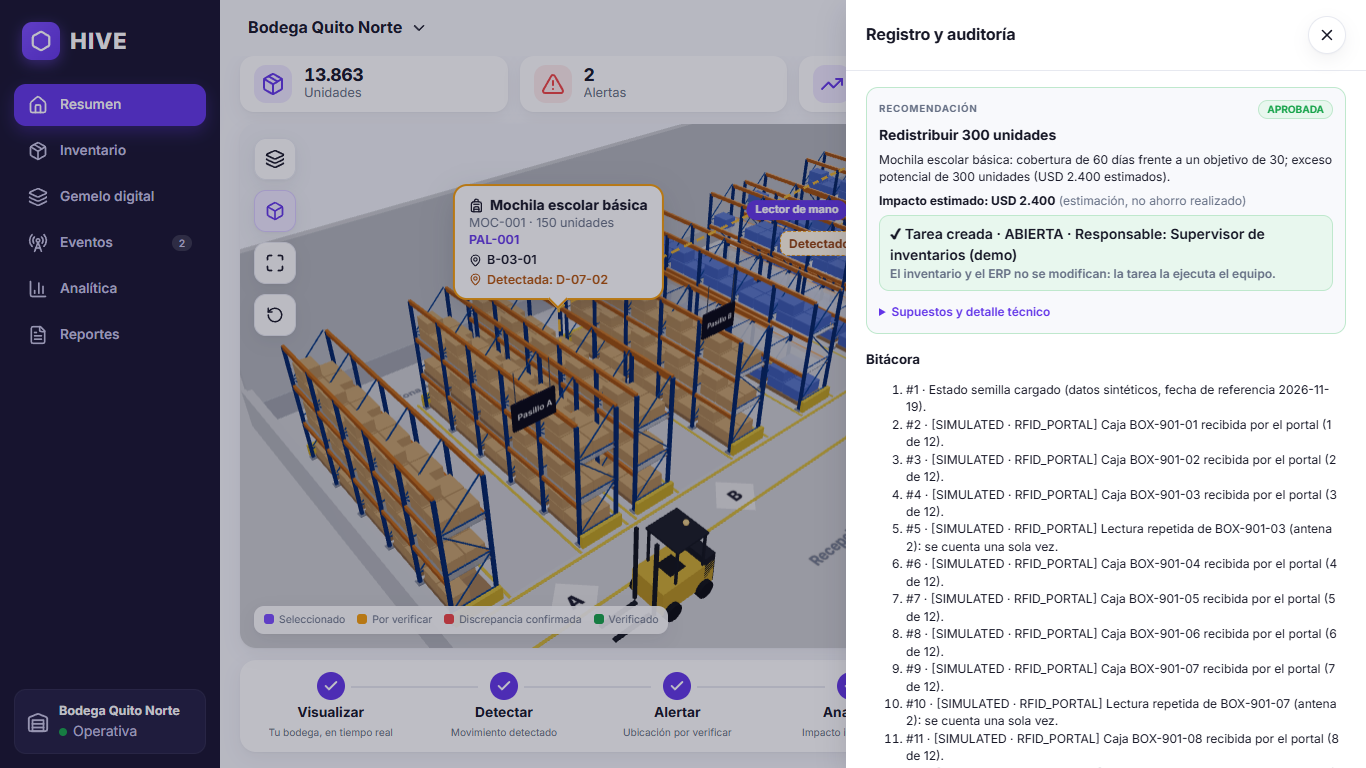 HIVE
Resumen
Inventario
Gemelo digital
Eventos
2
Analítica
Reportes
Bodega Quito Norte
Operativa
Bodega Quito Norte
13.863
Unidades
2
Alertas
Mochila escolar básica
MOC-001 · 150 unidades
PAL-001
B-03-01
Detectada: D-07-02
Lector de mano
Pasillo B
Pasillo A
B
A
Seleccionado
Por verificar
Discrepancia confirmada
Verificado
Visualizar
Tu bodega, en tiempo real
Detectar
Movimiento detectado
Alertar
Ubicación por verificar
Registro y auditoría
RECOMENDACIÓN
APROBADA
Redistribuir 300 unidades
Mochila escolar básica: cobertura de 60 días frente a un objetivo de 30; exceso
potencial de 300 unidades (USD 2.400 estimados).
Impacto estimado: USD 2.400 (estimación, no ahorro realizado)
✓ Tarea creada · ABIERTA · Responsable: Supervisor de
inventarios (demo)
El inventario y el ERP no se modifican: la tarea la ejecuta el equipo.
Supuestos y detalle técnico
Bitácora
1. #1 · Estado semilla cargado (datos sintéticos, fecha de referencia 2026-11-
19).
2. #2 · [SIMULATED · RFID_PORTAL] Caja BOX-901-01 recibida por el portal (1
de 12).
3. #3 · [SIMULATED · RFID_PORTAL] Caja BOX-901-02 recibida por el portal (2
de 12).
4. #4 · [SIMULATED · RFID_PORTAL] Caja BOX-901-03 recibida por el portal (3
de 12).
5. #5 · [SIMULATED · RFID_PORTAL] Lectura repetida de BOX-901-03 (antena
2): se cuenta una sola vez.
6. #6 · [SIMULATED · RFID_PORTAL] Caja BOX-901-04 recibida por el portal (4
de 12).
7. #7 · [SIMULATED · RFID_PORTAL] Caja BOX-901-05 recibida por el portal (5
de 12).
8. #8 · [SIMULATED · RFID_PORTAL] Caja BOX-901-06 recibida por el portal (6
de 12).
9. #9 · [SIMULATED · RFID_PORTAL] Caja BOX-901-07 recibida por el portal (7
de 12).
10. #10 · [SIMULATED · RFID_PORTAL] Lectura repetida de BOX-901-07 (antena
2): se cuenta una sola vez.
11. #11 · [SIMULATED · RFID_PORTAL] Caja BOX-901-08 recibida por el portal (8
de 12).